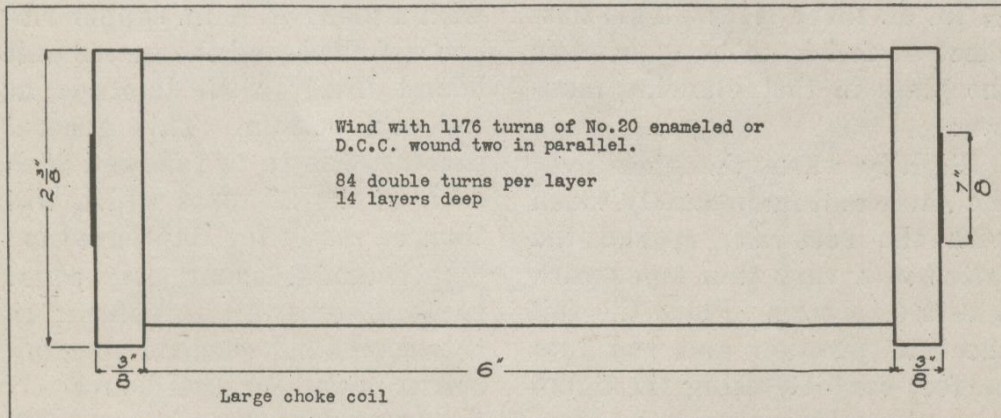 Wind with 1176 turns of No.20 enameled or
D.C.C. wound two in parallel.
84 double turns per layer
14 layers deep
2 3/8"
7/8"
3/8"
6"
3/8"
Large choke coil